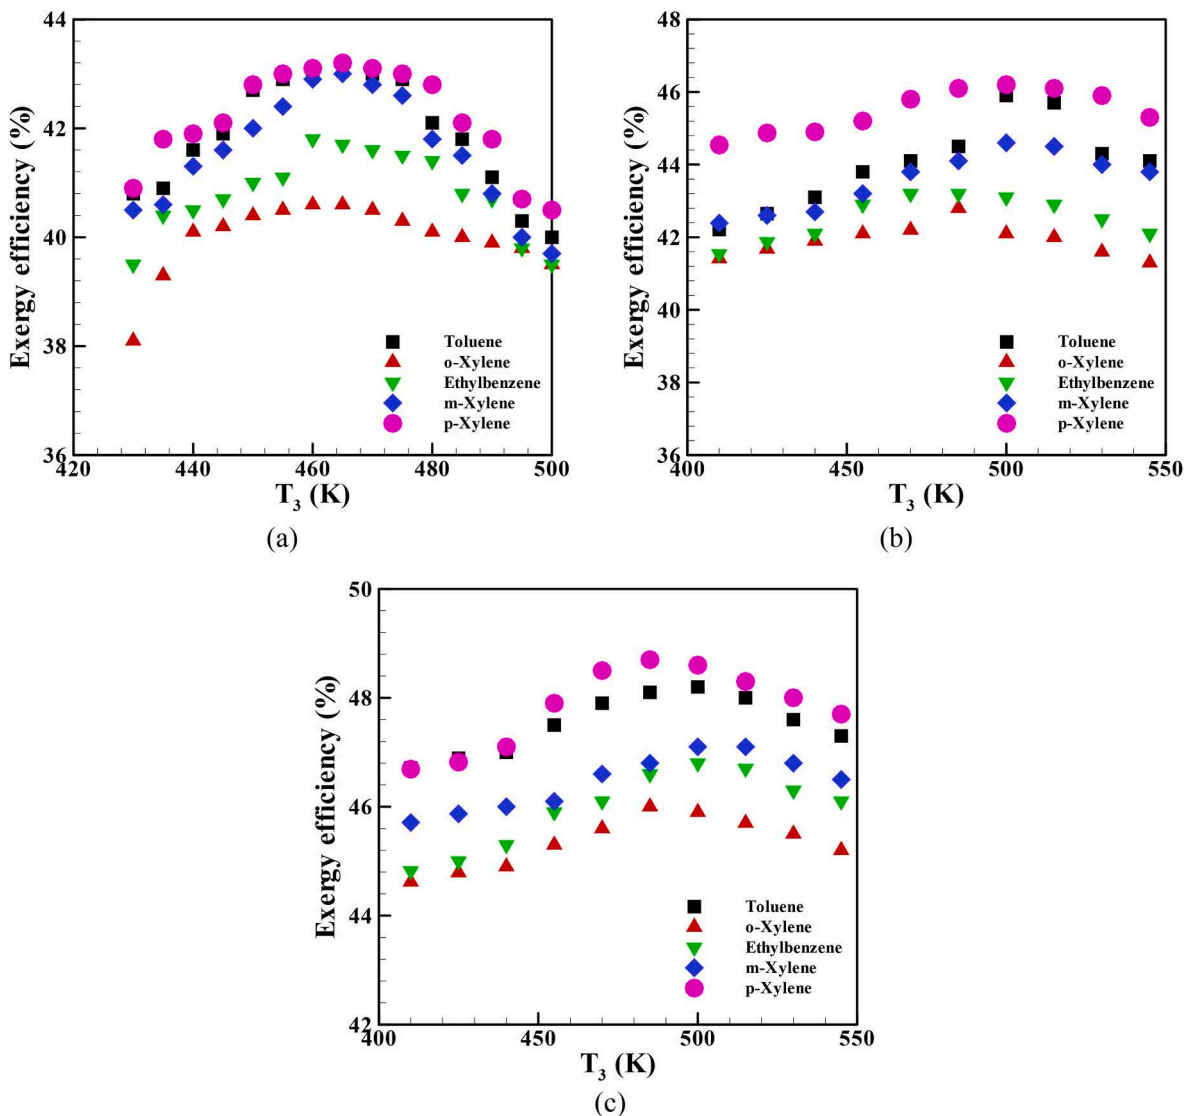 44
42
40
38
36
Exergy efficiency (%)
420 440 460 480 500
T₃ (K)
Toluene
o-Xylene
Ethylbenzene
m-Xylene
p-Xylene
(a)
48
46
44
42
40
38
36
Exergy efficiency (%)
400 450 500 550
T₃ (K)
Toluene
o-Xylene
Ethylbenzene
m-Xylene
p-Xylene
(b)
50
48
46
44
42
Exergy efficiency (%)
400 450 500 550
T₃ (K)
Toluene
o-Xylene
Ethylbenzene
m-Xylene
p-Xylene
(c)